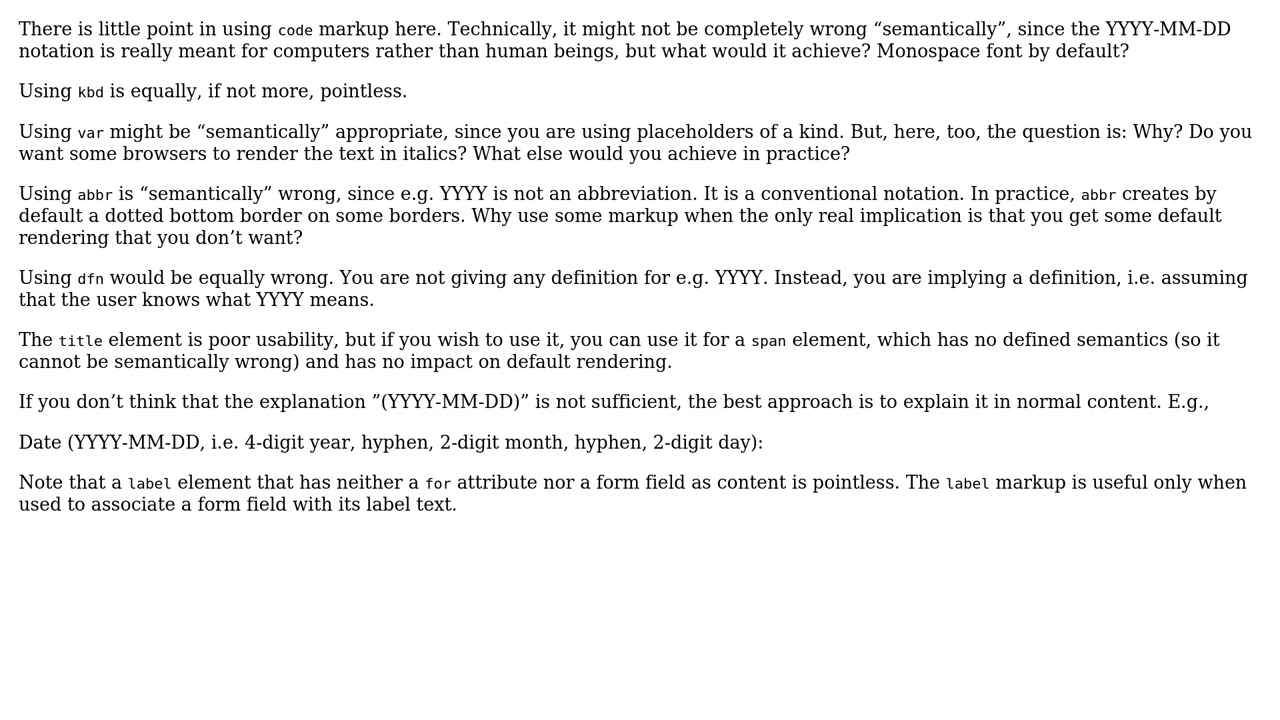 There is little point in using code markup here. Technically, it might not be completely wrong “semantically”, since the YYYY-MM-DD
notation is really meant for computers rather than human beings, but what would it achieve? Monospace font by default?
Using kbd is equally, if not more, pointless.
Using var might be “semantically” appropriate, since you are using placeholders of a kind. But, here, too, the question is: Why? Do you
want some browsers to render the text in italics? What else would you achieve in practice?
Using abbr is “semantically” wrong, since e.g. YYYY is not an abbreviation. It is a conventional notation. In practice, abbr creates by
default a dotted bottom border on some borders. Why use some markup when the only real implication is that you get some default
rendering that you don’t want?
Using dfn would be equally wrong. You are not giving any definition for e.g. YYYY. Instead, you are implying a definition, i.e. assuming
that the user knows what YYYY means.
The title element is poor usability, but if you wish to use it, you can use it for a span element, which has no defined semantics (so it
cannot be semantically wrong) and has no impact on default rendering.
If you don’t think that the explanation ”(YYYY-MM-DD)” is not sufficient, the best approach is to explain it in normal content. E.g.,
Date (YYYY-MM-DD, i.e. 4-digit year, hyphen, 2-digit month, hyphen, 2-digit day):
Note that a label element that has neither a for attribute nor a form field as content is pointless. The label markup is useful only when
used to associate a form field with its label text.